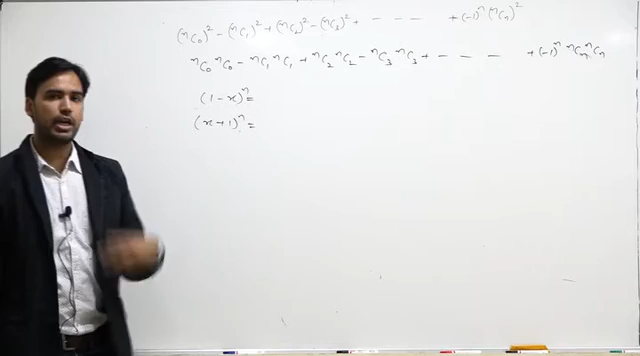 (ⁿC₀)² - (ⁿC₁)² + (ⁿC₂)² - (ⁿC₃)² + - - - - + (-1)ⁿ (ⁿCₙ)²
ⁿC₀ ⁿC₀ - ⁿC₁ ⁿC₁ + ⁿC₂ ⁿC₂ - ⁿC₃ ⁿC₃ + - - - + (-1)ⁿ ⁿCₙ ⁿCₙ
(1-x)ⁿ =
(x+1)ⁿ =